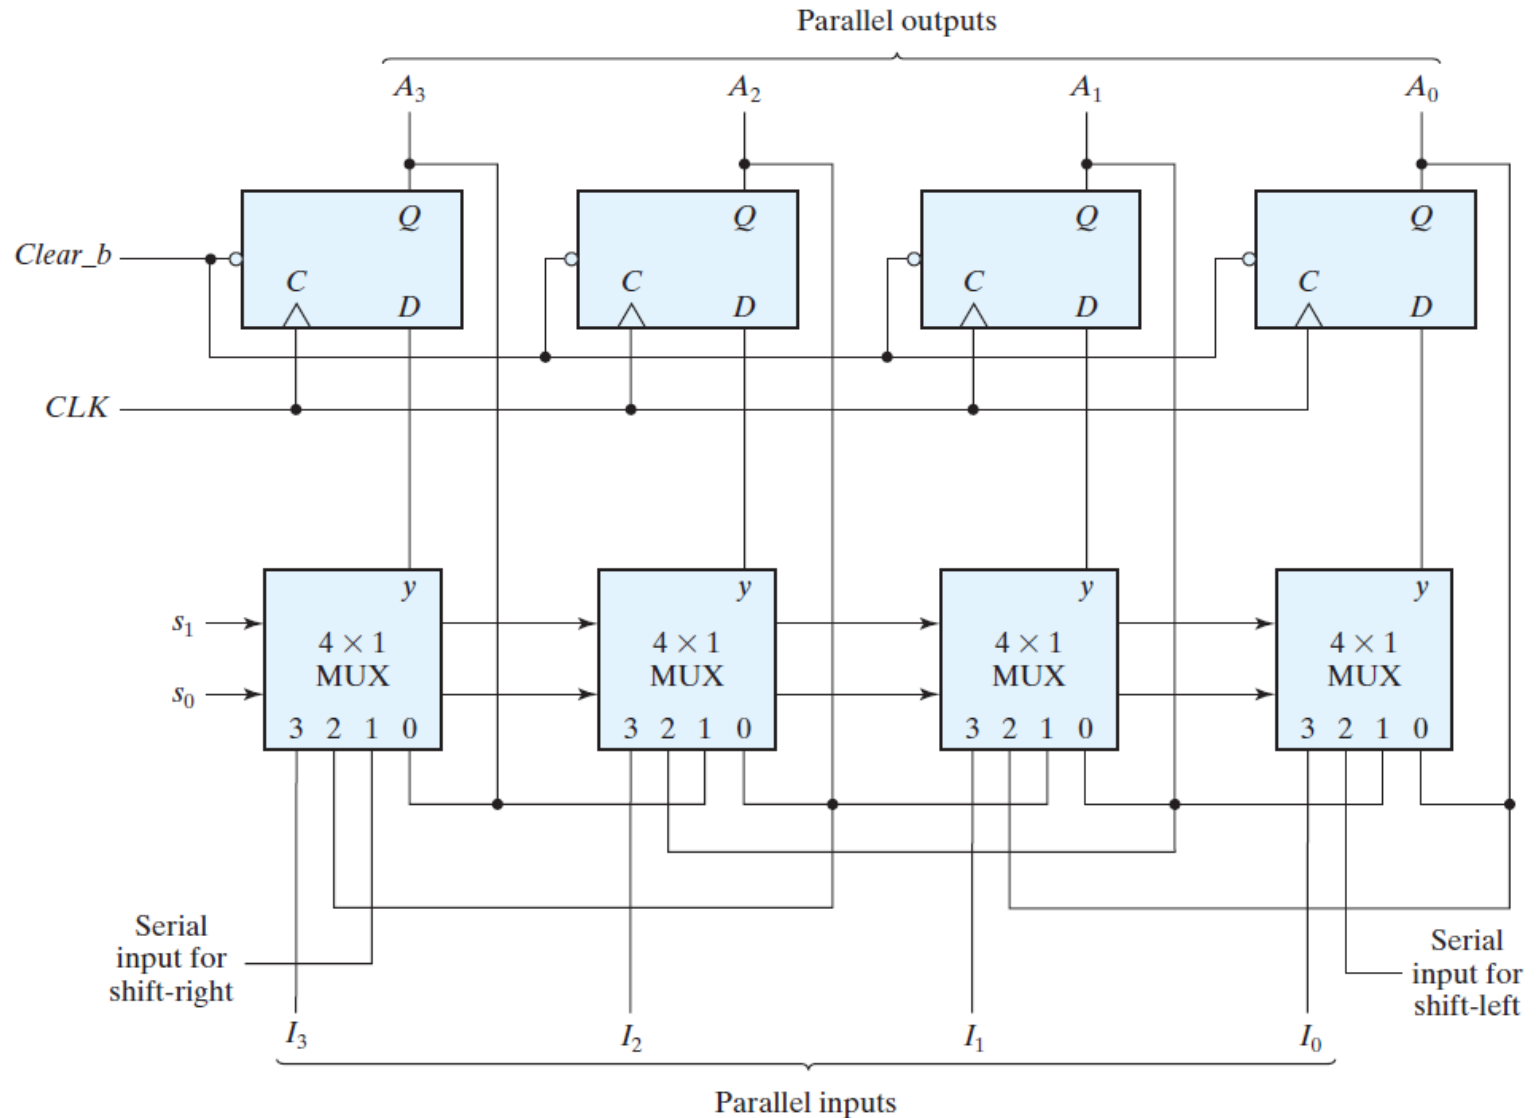 Parallel outputs
A3 A2 A1 A0
Q Q Q Q
Clear_b
C C C C
D D D D
CLK
y y y y
s1
4 × 1 4 × 1 4 × 1 4 × 1
MUX MUX MUX MUX
s0
3 2 1 0 3 2 1 0 3 2 1 0 3 2 1 0
Serial
input for
shift-right
Serial
input for
shift-left
I3 I2 I1 I0
Parallel inputs